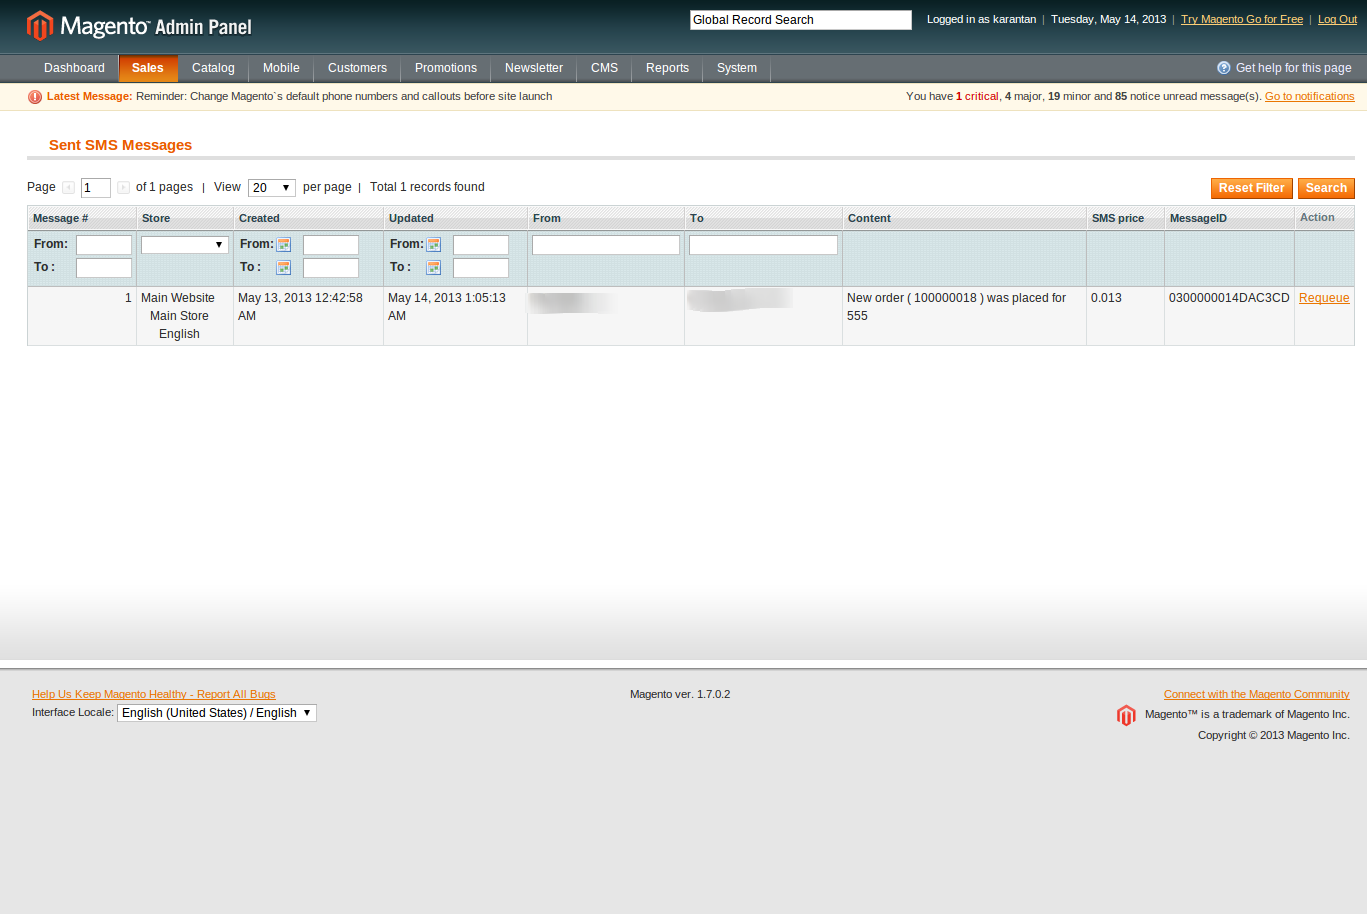 Magento™ Admin Panel
Global Record Search
Logged in as karantan | Tuesday, May 14, 2013 | Try Magento Go for Free | Log Out
Dashboard Sales Catalog Mobile Customers Promotions Newsletter CMS Reports System Get help for this page
Latest Message: Reminder: Change Magento`s default phone numbers and callouts before site launch You have 1 critical, 4 major, 19 minor and 85 notice unread message(s). Go to notifications
Sent SMS Messages
Page 1 of 1 pages | View 20 per page | Total 1 records found Reset Filter Search
Message # Store Created Updated From To Content SMS price MessageID Action
From: From: From:
To : To : To :
1 Main Website May 13, 2013 12:42:58 May 14, 2013 1:05:13 New order ( 100000018 ) was placed for 0.013 0300000014DAC3CD Requeue
Main Store AM AM 555
English
Help Us Keep Magento Healthy - Report All Bugs Magento ver. 1.7.0.2 Connect with the Magento Community
Interface Locale: English (United States) / English Magento™ is a trademark of Magento Inc.
Copyright © 2013 Magento Inc.